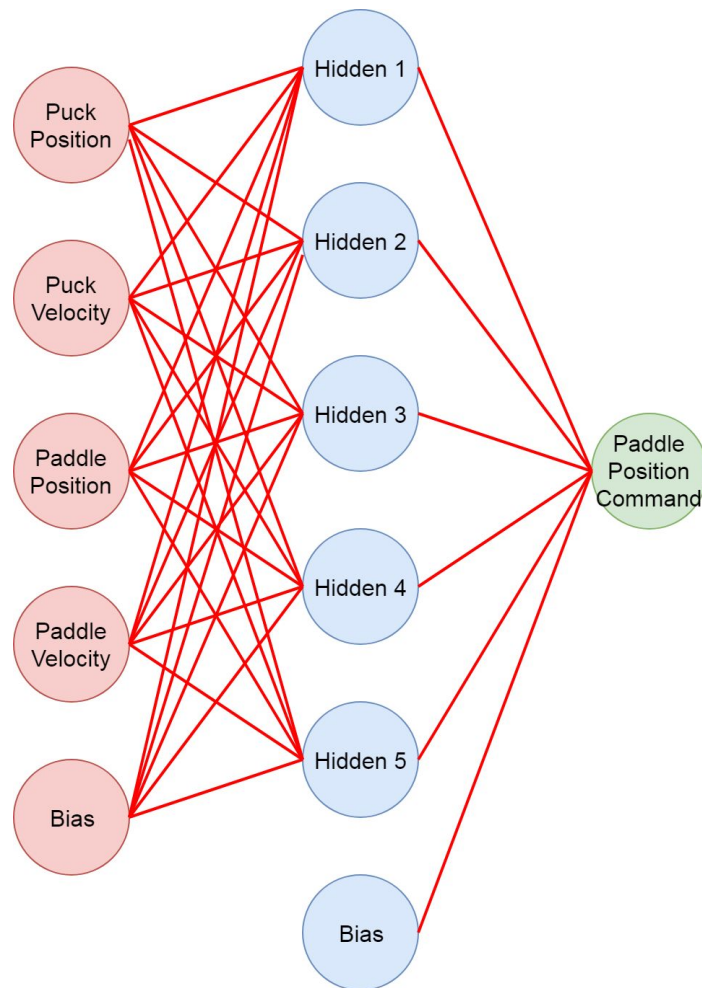 Puck
Position
Puck
Velocity
Paddle
Position
Paddle
Velocity
Bias
Hidden 1
Hidden 2
Hidden 3
Hidden 4
Hidden 5
Bias
Paddle
Position
Command